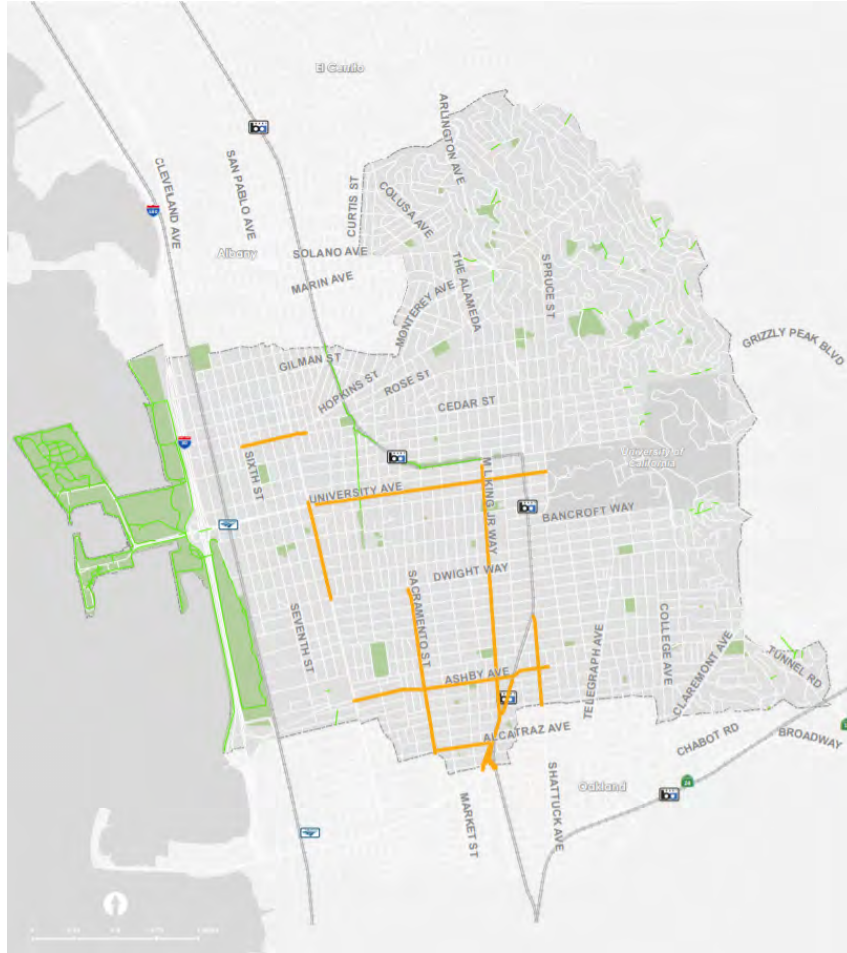 El Cerrito
ARLINGTON AVE
CLEVELAND AVE
SAN PABLO AVE
CURTIS ST
COLUSA AVE
Albany
SOLANO AVE
MARIN AVE
MONTEREY AVE
THE ALAMEDA
SPRUCE ST
GRIZZLY PEAK BLVD
GILMAN ST
HOPKINS ST
ROSE ST
CEDAR ST
SIXTH ST
M L KING JR WAY
University of
California
UNIVERSITY AVE
BANCROFT WAY
DWIGHT WAY
SACRAMENTO ST
SEVENTH ST
TELEGRAPH AVE
COLLEGE AVE
CLAREMONT AVE
TUNNEL RD
ASHBY AVE
ALCATRAZ AVE
CHABOT RD
BROADWAY
SHATTUCK AVE
Oakland
MARKET ST